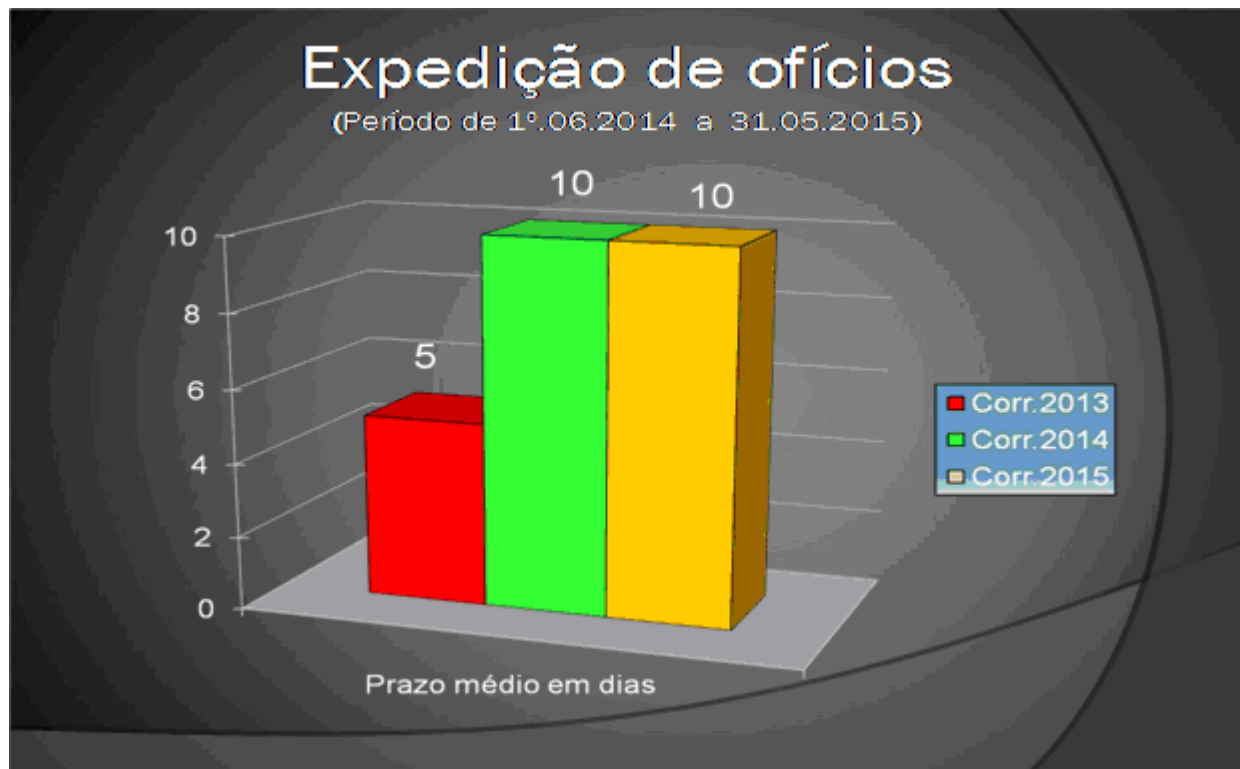 Expedição de ofícios
(Período de 1º.06.2014 a 31.05.2015)
10
10
10
8
5
6
4
2
0
Corr.2013
Corr.2014
Corr.2015
Prazo médio em dias